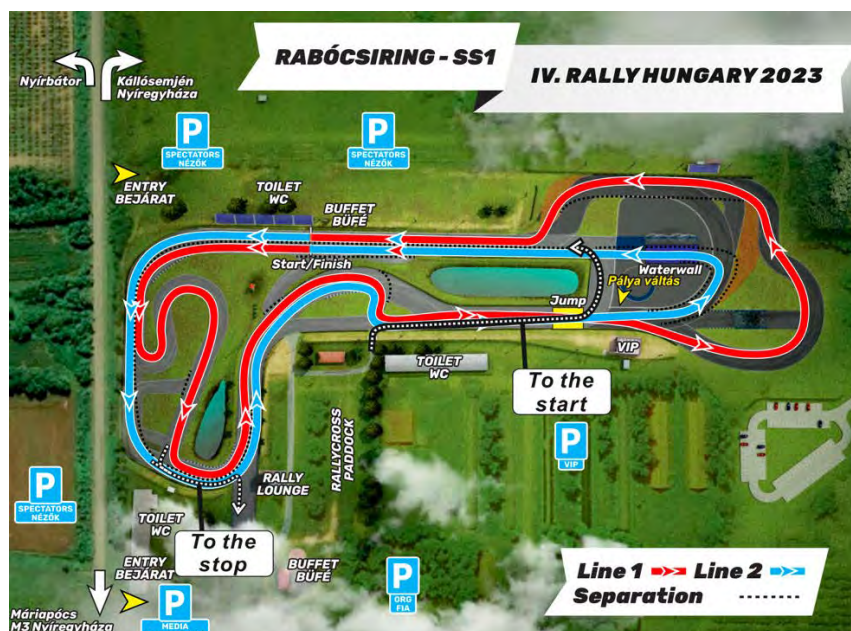 RABÓCSIRING - SS1
IV. RALLY HUNGARY 2023
Nyírbátor
Kállósemjén
Nyíregyháza
P
SPECTATORS
NÉZŐK
P
SPECTATORS
NÉZŐK
ENTRY
BEJÁRAT
TOILET
WC
BUFFET
BÜFÉ
Start/Finish
Waterwall
Pálya váltás
Jump
VIP
TOILET
WC
To the
start
P
VIP
RALLYCROSS
PADDOCK
RALLY
LOUNGE
P
SPECTATORS
NÉZŐK
TOILET
WC
To the
stop
ENTRY
BEJÁRAT
BUFFET
BÜFÉ
P
ORG
FIA
P
MEDIA
Máriapócs
M3 Nyíregyháza
Line 1
Line 2
Separation